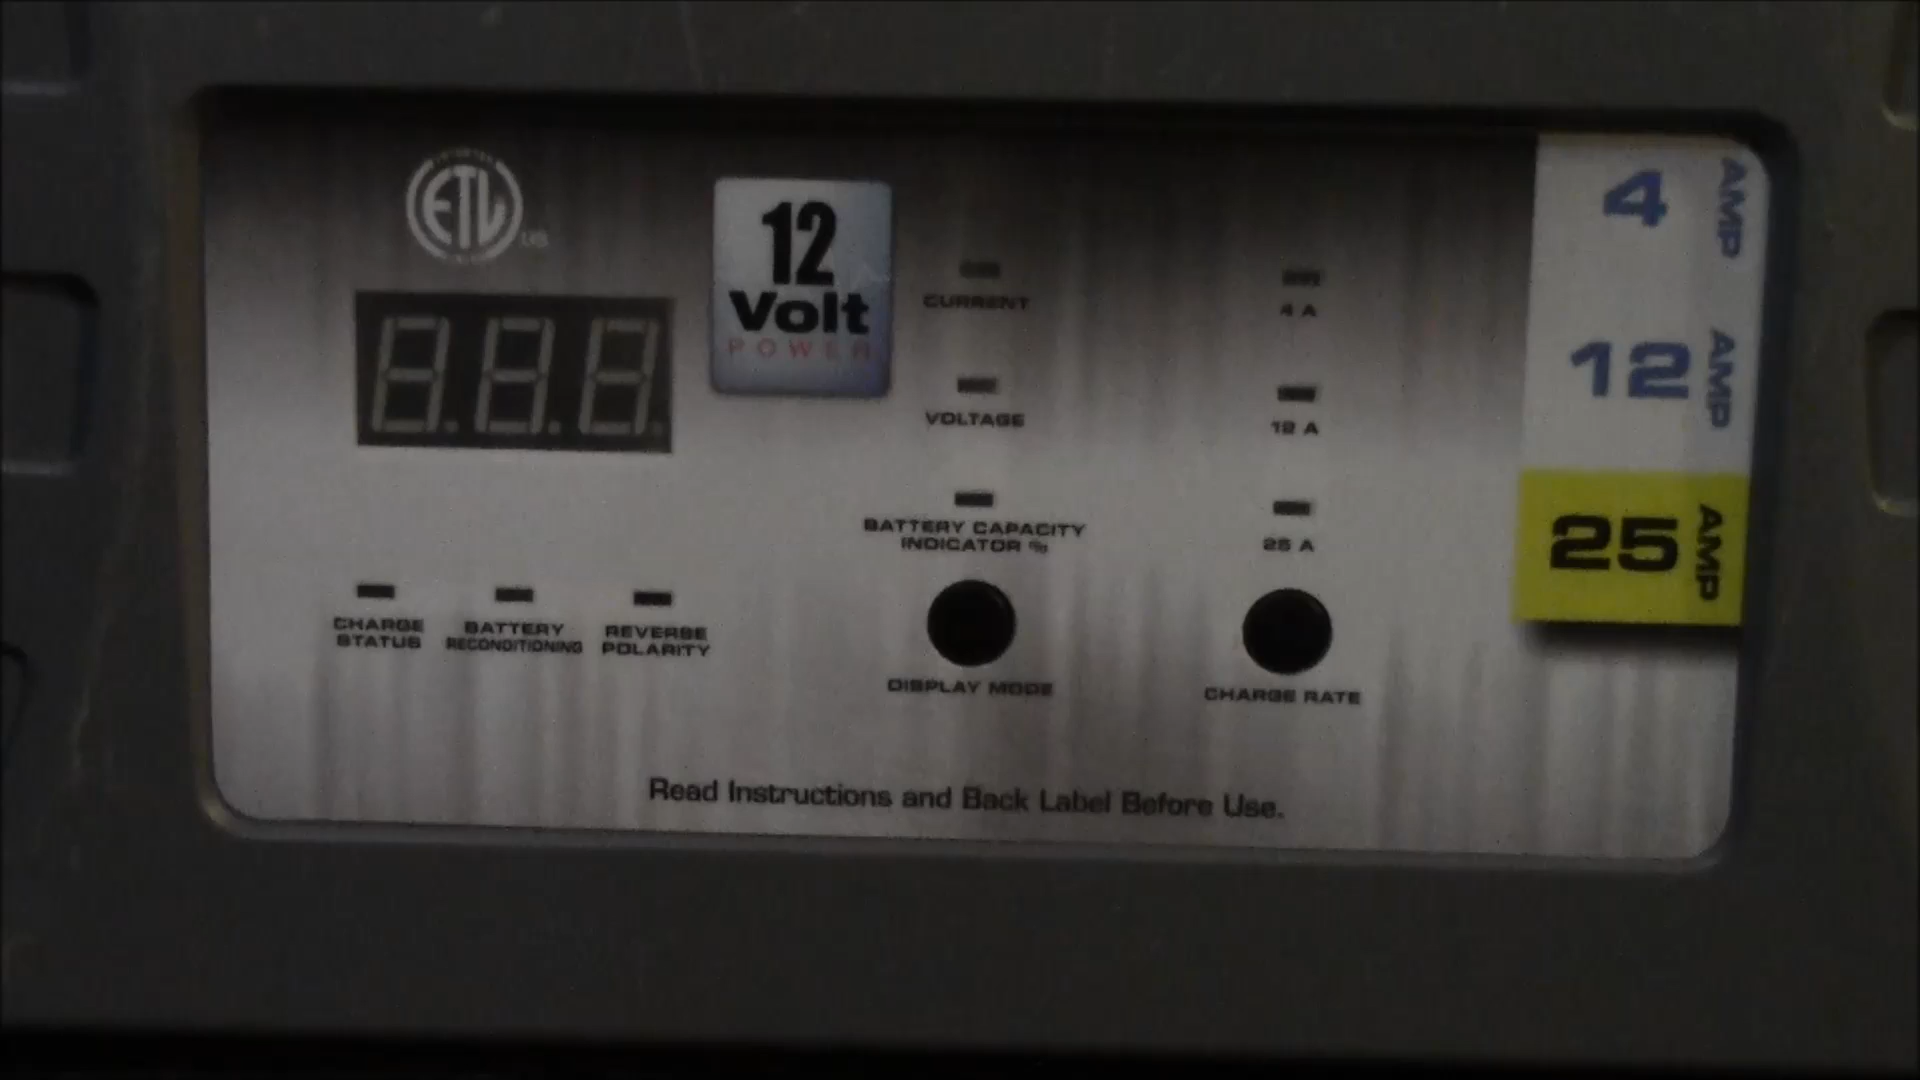 ETL
US
12
Volt
POWER
CURRENT
VOLTAGE
BATTERY CAPACITY
INDICATOR %
DISPLAY MODE
4 A
12 A
25 A
CHARGE RATE
4 AMP
12 AMP
25 AMP
CHARGE
STATUS
BATTERY
RECONDITIONING
REVERSE
POLARITY
Read Instructions and Back Label Before Use.